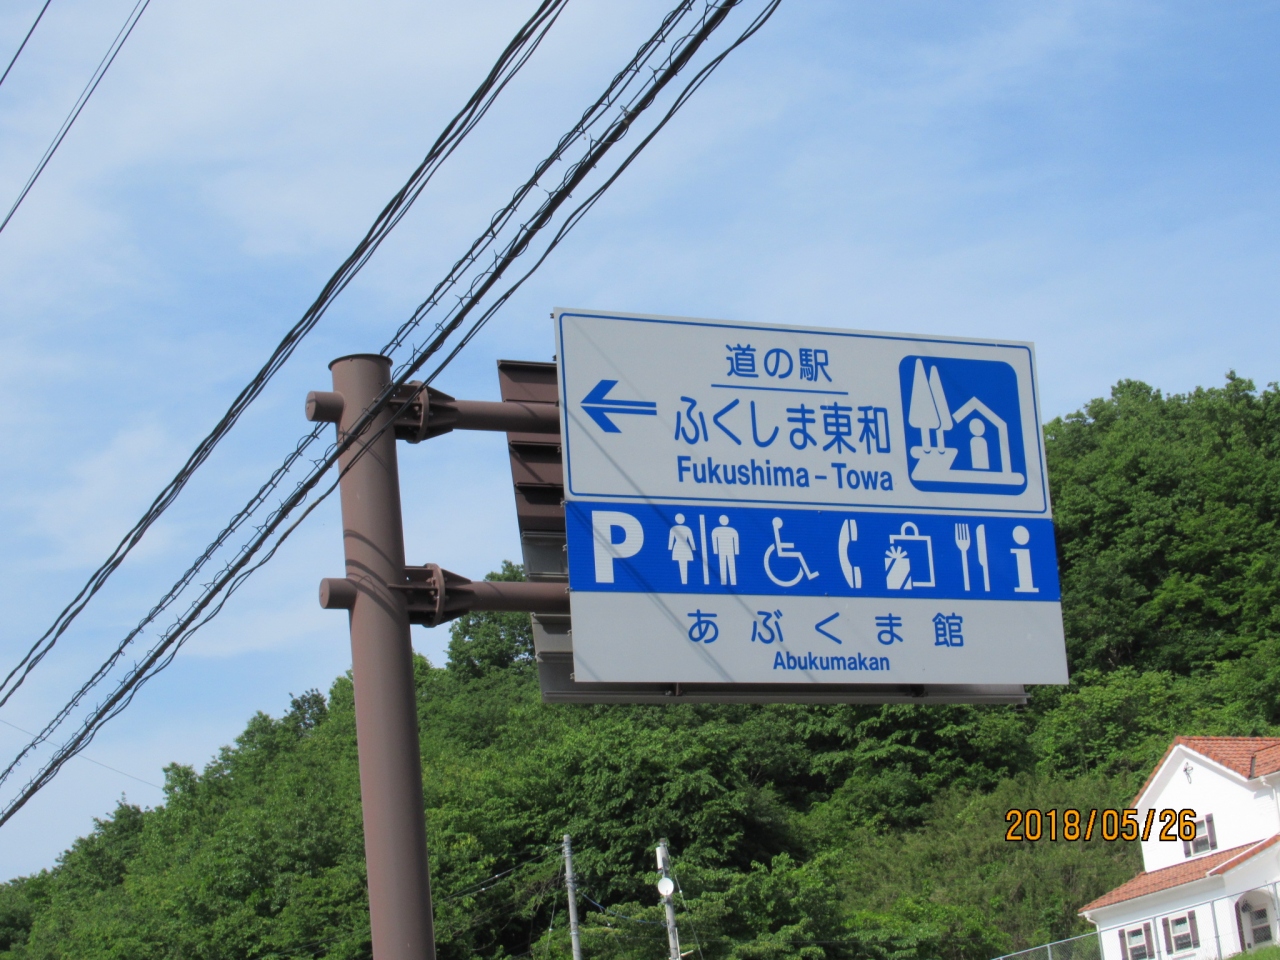 道の駅
ふくしま東和
Fukushima-Towa
P
i
あぶくま館
Abukumakan
2018/05/26